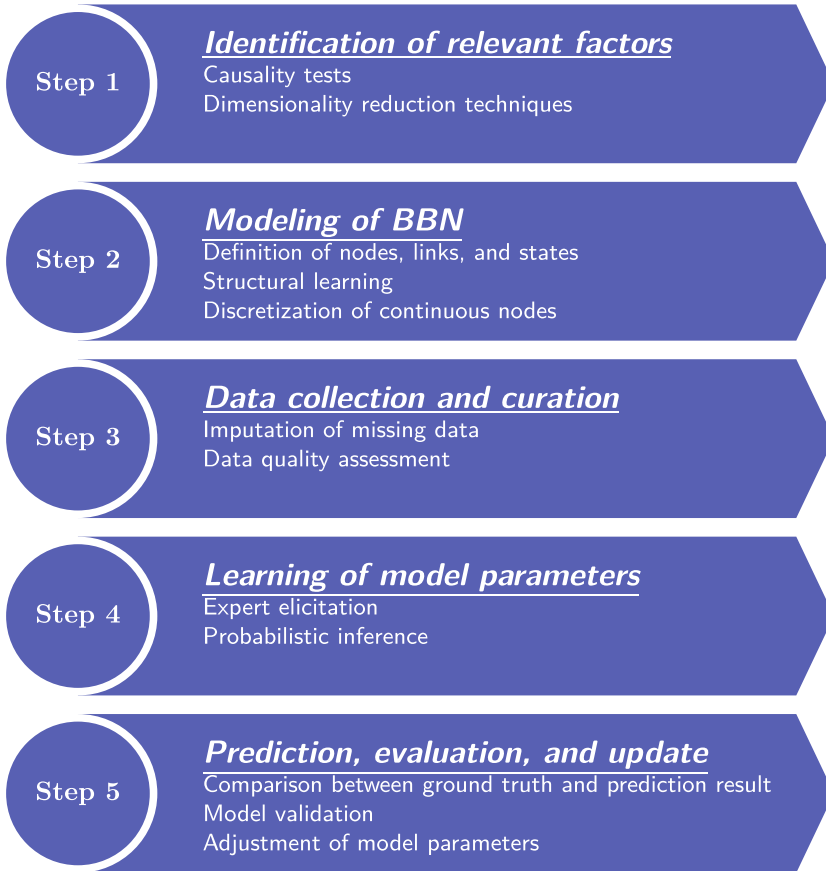 Step 1
Identification of relevant factors
Causality tests
Dimensionality reduction techniques
Step 2
Modeling of BBN
Definition of nodes, links, and states
Structural learning
Discretization of continuous nodes
Step 3
Data collection and curation
Imputation of missing data
Data quality assessment
Step 4
Learning of model parameters
Expert elicitation
Probabilistic inference
Step 5
Prediction, evaluation, and update
Comparison between ground truth and prediction result
Model validation
Adjustment of model parameters